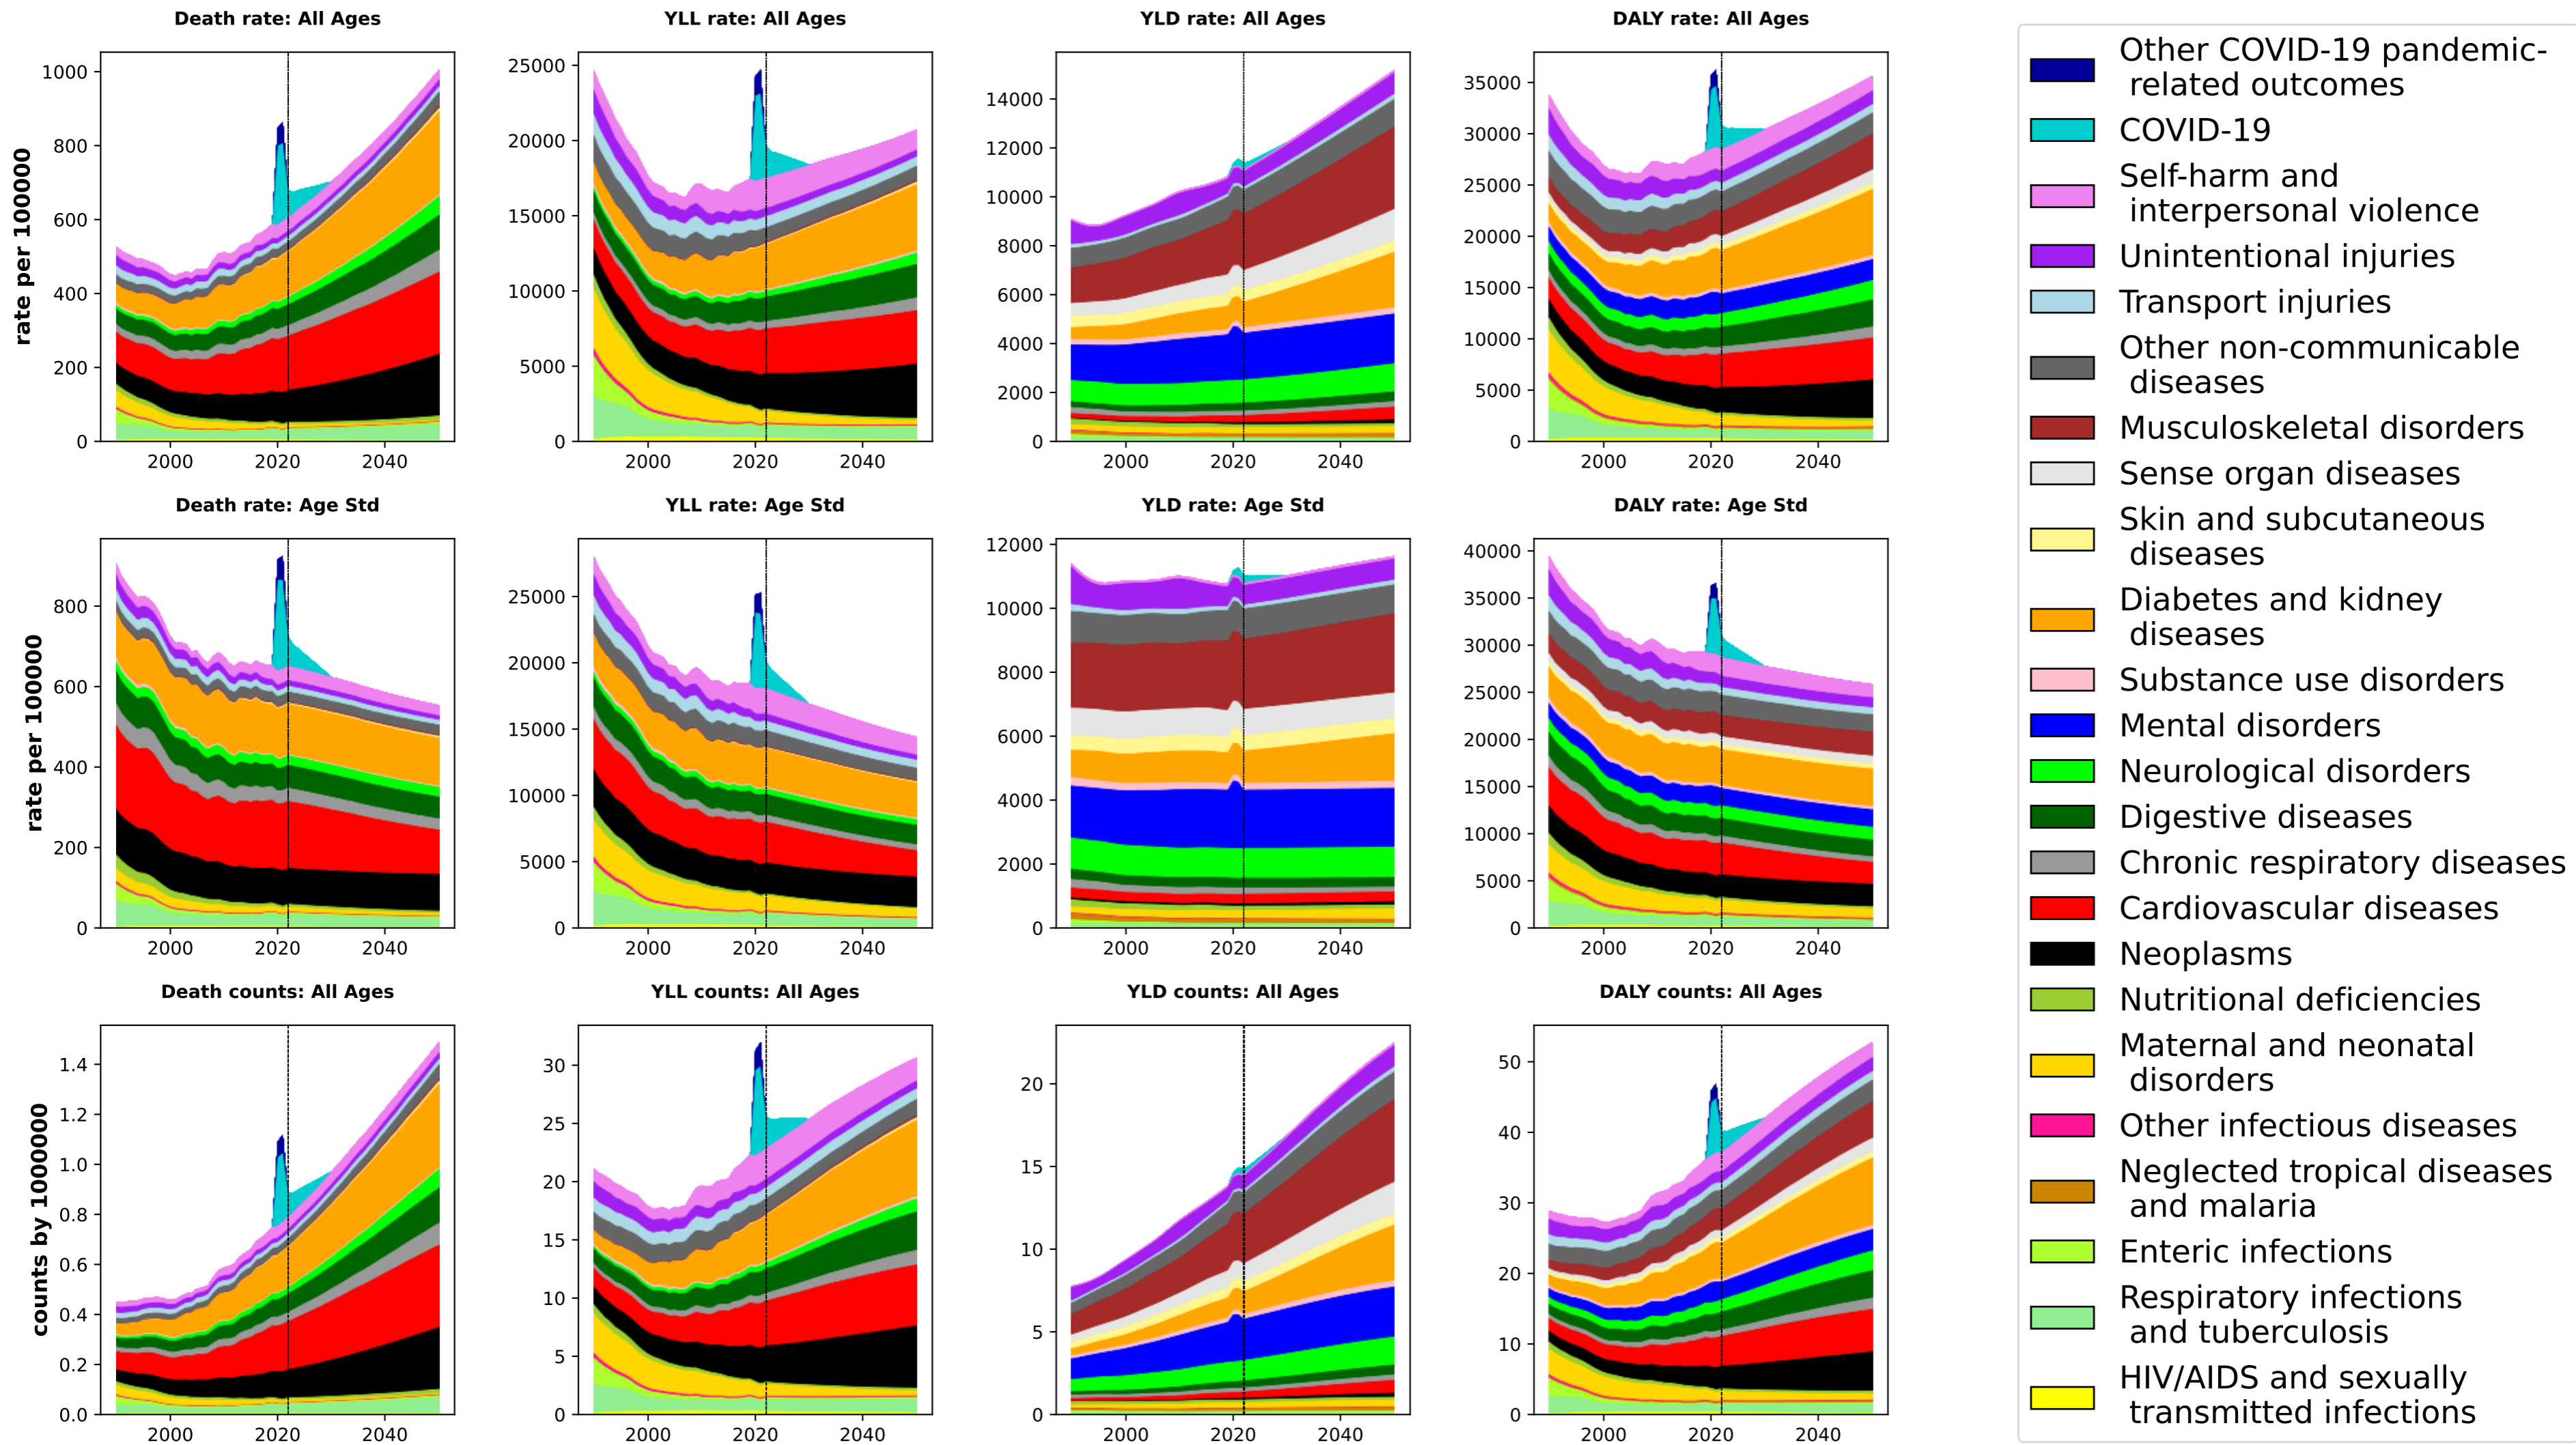 Death rate: All Ages
YLL rate: All Ages
YLD rate: All Ages
DALY rate: All Ages
rate per 100000
1000
800
600
400
200
0
2000 2020 2040
25000
20000
15000
10000
5000
0
2000 2020 2040
14000
12000
10000
8000
6000
4000
2000
0
2000 2020 2040
35000
30000
25000
20000
15000
10000
5000
0
2000 2020 2040
Death rate: Age Std
YLL rate: Age Std
YLD rate: Age Std
DALY rate: Age Std
rate per 100000
800
600
400
200
0
2000 2020 2040
25000
20000
15000
10000
5000
0
2000 2020 2040
12000
10000
8000
6000
4000
2000
0
2000 2020 2040
40000
35000
30000
25000
20000
15000
10000
5000
0
2000 2020 2040
Death counts: All Ages
YLL counts: All Ages
YLD counts: All Ages
DALY counts: All Ages
counts by 1000000
1.4
1.2
1.0
0.8
0.6
0.4
0.2
0.0
2000 2020 2040
30
25
20
15
10
5
0
2000 2020 2040
20
15
10
5
0
2000 2020 2040
50
40
30
20
10
0
2000 2020 2040
Other COVID-19 pandemic-
related outcomes
COVID-19
Self-harm and
interpersonal violence
Unintentional injuries
Transport injuries
Other non-communicable
diseases
Musculoskeletal disorders
Sense organ diseases
Skin and subcutaneous
diseases
Diabetes and kidney
diseases
Substance use disorders
Mental disorders
Neurological disorders
Digestive diseases
Chronic respiratory diseases
Cardiovascular diseases
Neoplasms
Nutritional deficiencies
Maternal and neonatal
disorders
Other infectious diseases
Neglected tropical diseases
and malaria
Enteric infections
Respiratory infections
and tuberculosis
HIV/AIDS and sexually
transmitted infections